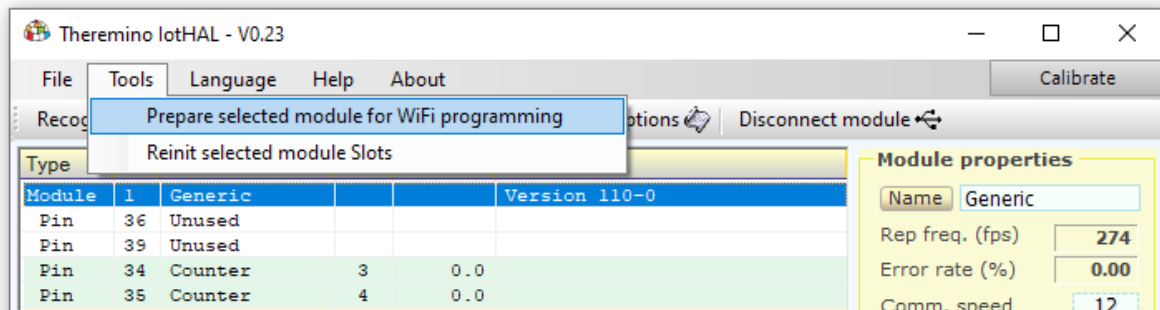 Theremino IotHAL - V0.23
File Tools Language Help About Calibrate
Prepare selected module for WiFi programming
Disconnect module
Reinit selected module Slots
Type
Module properties
Module 1 Generic Version 110-0
Name Generic
Pin 36 Unused
Rep freq. (fps) 274
Pin 39 Unused
Error rate (%) 0.00
Pin 34 Counter 3 0.0
Pin 35 Counter 4 0.0
Comm. speed 12